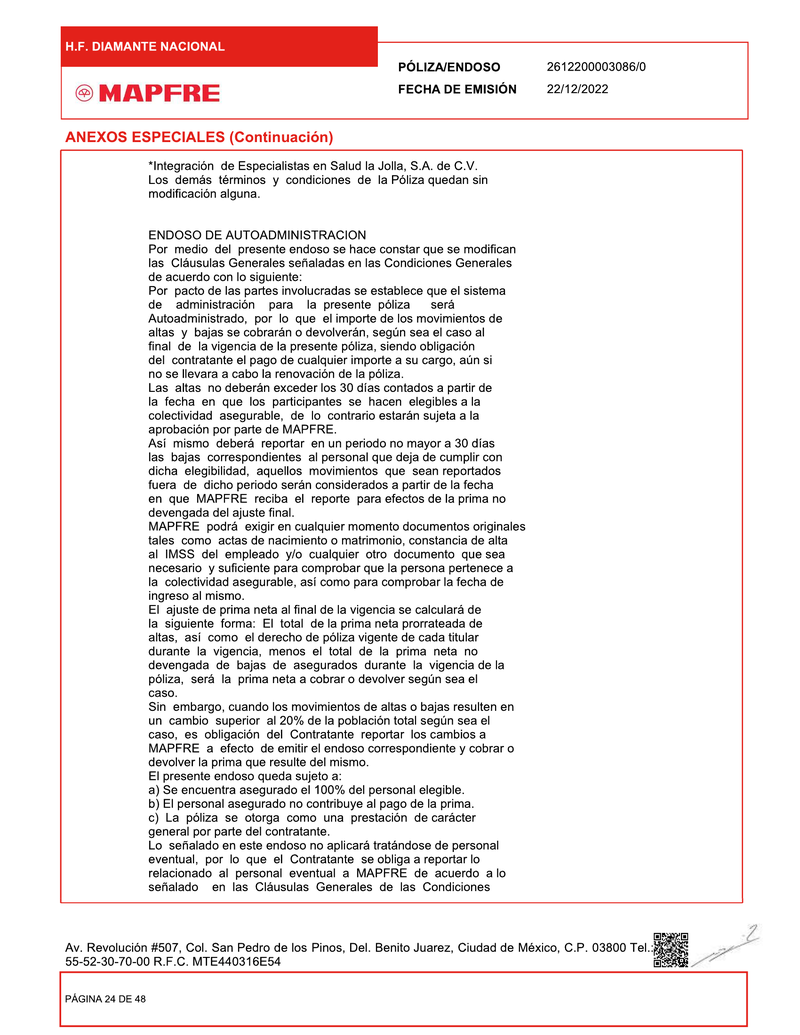 H.F. DIAMANTE NACIONAL
PÓLIZA/ENDOSO 2612200003086/0
MAPFRE
FECHA DE EMISIÓN 22/12/2022
ANEXOS ESPECIALES (Continuación)
*Integración de Especialistas en Salud la Jolla, S.A. de C.V.
Los demás términos y condiciones de la Póliza quedan sin
modificación alguna.
ENDOSO DE AUTOADMINISTRACION
Por medio del presente endoso se hace constar que se modifican
las Cláusulas Generales señaladas en las Condiciones Generales
de acuerdo con lo siguiente:
Por pacto de las partes involucradas se establece que el sistema
de administración para la presente póliza será
Autoadministrado, por lo que el importe de los movimientos de
altas y bajas se cobrarán o devolverán, según sea el caso al
final de la vigencia de la presente póliza, siendo obligación
del contratante el pago de cualquier importe a su cargo, aún si
no se llevara a cabo la renovación de la póliza.
Las altas no deberán exceder los 30 días contados a partir de
la fecha en que los participantes se hacen elegibles a la
colectividad asegurable, de lo contrario estarán sujeta a la
aprobación por parte de MAPFRE.
Así mismo deberá reportar en un periodo no mayor a 30 días
las bajas correspondientes al personal que deja de cumplir con
dicha elegibilidad, aquellos movimientos que sean reportados
fuera de dicho periodo serán considerados a partir de la fecha
en que MAPFRE reciba el reporte para efectos de la prima no
devengada del ajuste final.
MAPFRE podrá exigir en cualquier momento documentos originales
tales como actas de nacimiento o matrimonio, constancia de alta
al IMSS del empleado y/o cualquier otro documento que sea
necesario y suficiente para comprobar que la persona pertenece a
la colectividad asegurable, así como para comprobar la fecha de
ingreso al mismo.
El ajuste de prima neta al final de la vigencia se calculará de
la siguiente forma: El total de la prima neta prorrateada de
altas, así como el derecho de póliza vigente de cada titular
durante la vigencia, menos el total de la prima neta no
devengada de bajas de asegurados durante la vigencia de la
póliza, será la prima neta a cobrar o devolver según sea el
caso.
Sin embargo, cuando los movimientos de altas o bajas resulten en
un cambio superior al 20% de la población total según sea el
caso, es obligación del Contratante reportar los cambios a
MAPFRE a efecto de emitir el endoso correspondiente y cobrar o
devolver la prima que resulte del mismo.
El presente endoso queda sujeto a:
a) Se encuentra asegurado el 100% del personal elegible.
b) El personal asegurado no contribuye al pago de la prima.
c) La póliza se otorga como una prestación de carácter
general por parte del contratante.
Lo señalado en este endoso no aplicará tratándose de personal
eventual, por lo que el Contratante se obliga a reportar lo
relacionado al personal eventual a MAPFRE de acuerdo a lo
señalado en las Cláusulas Generales de las Condiciones
Av. Revolución #507, Col. San Pedro de los Pinos, Del. Benito Juarez, Ciudad de México, C.P. 03800 Tel.:
55-52-30-70-00 R.F.C. MTE440316E54
PÁGINA 24 DE 48